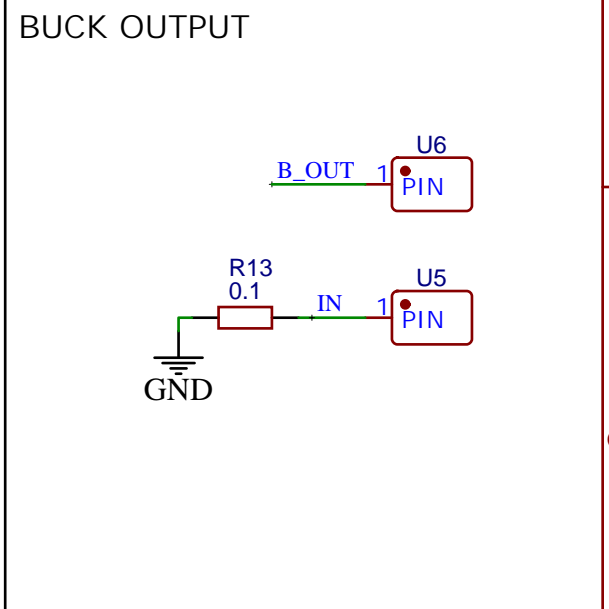 BUCK OUTPUT
U6
B_OUT 1
PIN
R13
0.1
U5
IN 1
PIN
GND